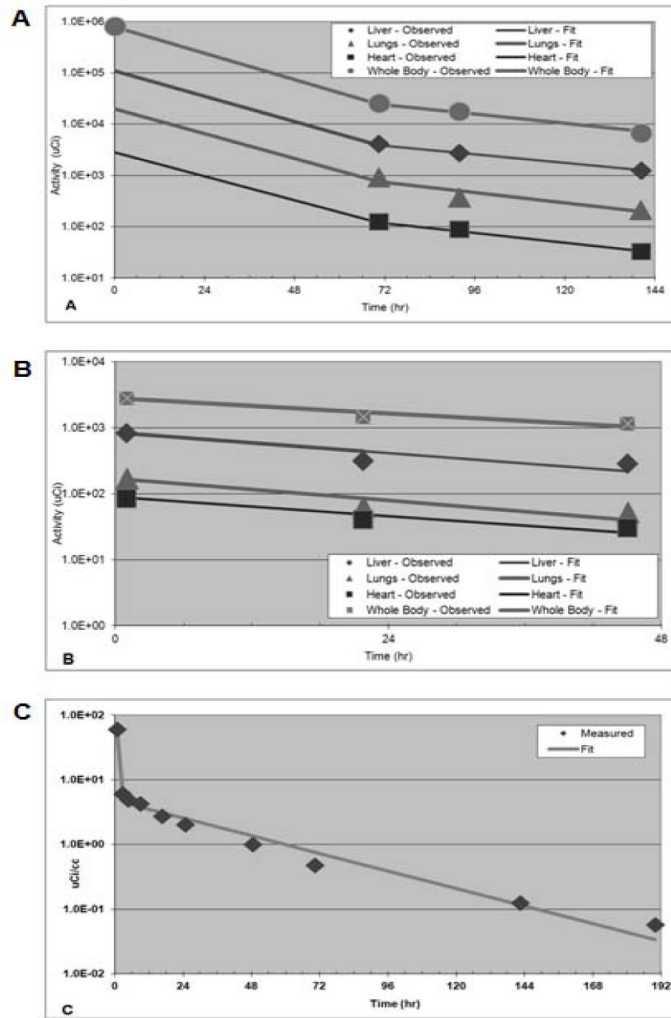 A
1.0E+06
1.0E+05
1.0E+04
1.0E+03
1.0E+02
1.0E+01
Activity (uCi)
Liver - Observed Liver - Fit
Lungs - Observed Lungs - Fit
Heart - Observed Heart - Fit
Whole Body - Observed Whole Body - Fit
0 24 48 72 96 120 144
Time (hr)
A
B
1.0E+04
1.0E+03
1.0E+02
1.0E+01
1.0E+00
Activity (uCi)
Liver - Observed Liver - Fit
Lungs - Observed Lungs - Fit
Heart - Observed Heart - Fit
Whole Body - Observed Whole Body - Fit
0 24 48
Time (hr)
B
C
1.0E+02
1.0E+01
1.0E+00
1.0E-01
1.0E-02
uCi/cc
Measured
Fit
0 24 48 72 96 120 144 168 192
Time (hr)
C